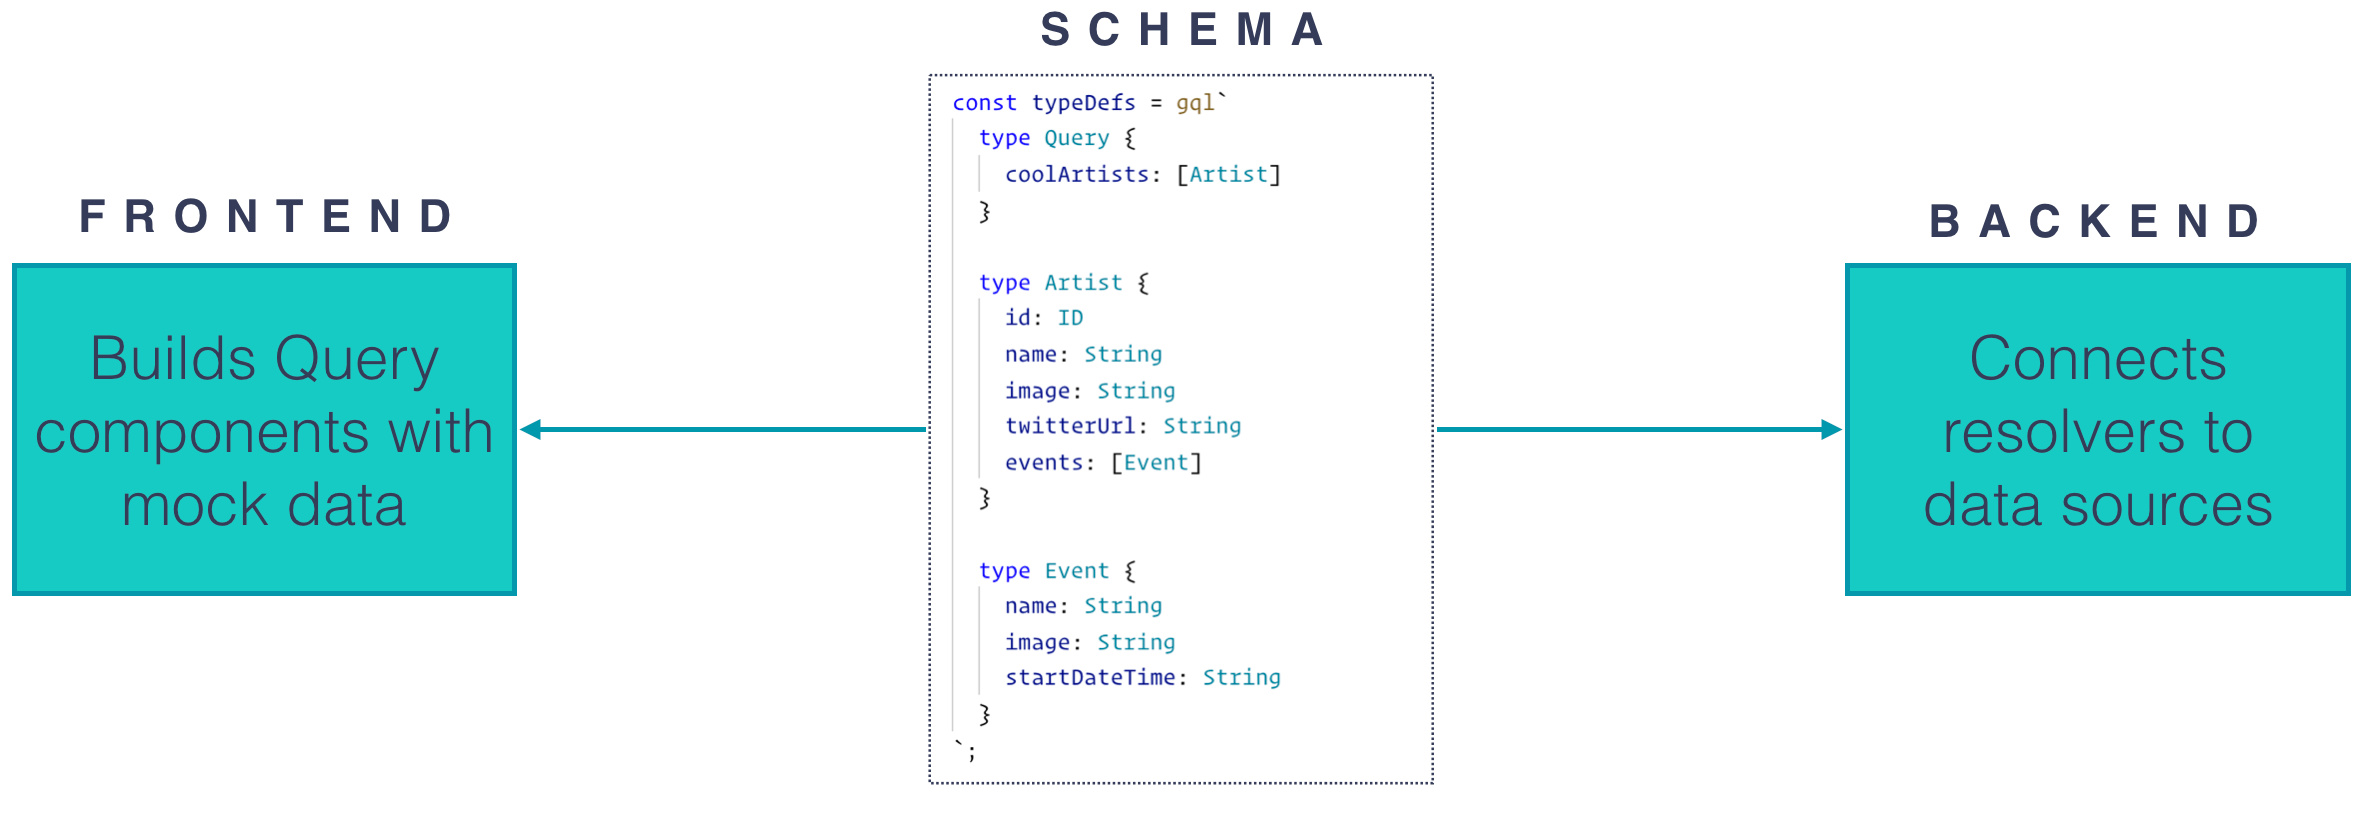 SCHEMA
const typeDefs = gql`
type Query {
coolArtists: [Artist]
}
type Artist {
id: ID
name: String
image: String
twitterUrl: String
events: [Event]
}
type Event {
name: String
image: String
startDateTime: String
}
`;
FRONTEND
Builds Query
components with
mock data
BACKEND
Connects
resolvers to
data sources